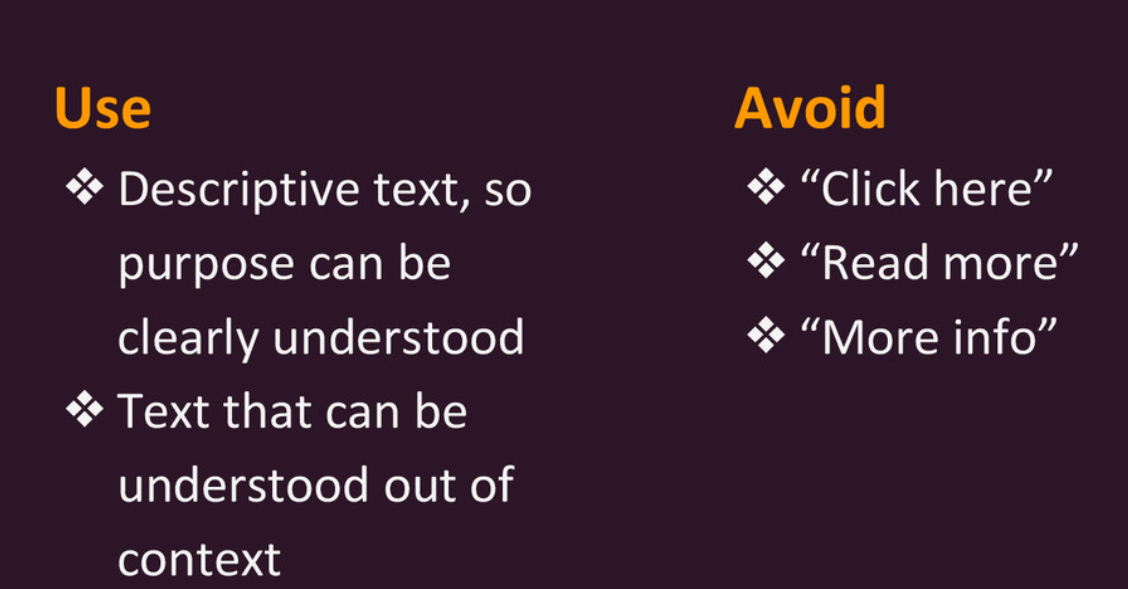 Use
❖ Descriptive text, so
purpose can be
clearly understood
❖ Text that can be
understood out of
context
Avoid
❖ “Click here”
❖ “Read more”
❖ “More info”